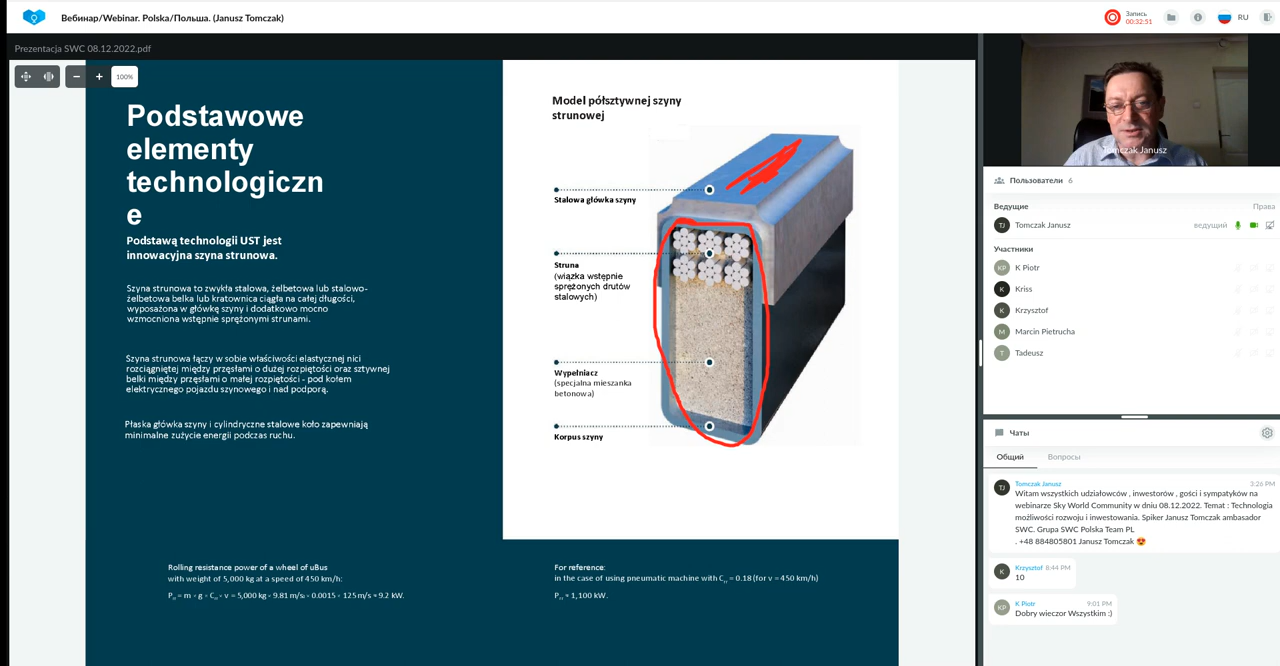 Вебинар/Webinar. Polska/Польша. (Janusz Tomczak)
Запись
00:32:51
RU
Prezentacja SWC 08.12.2022.pdf
100%
Podstawowe
elementy
technologiczn
e
Podstawą technologii UST jest
innowacyjna szyna strunowa.
Szyna strunowa to zwykła stalowa, żelbetowa lub stalowo-
żelbetowa belka lub kratownica ciągła na całej długości,
wyposażona w główkę szyny i dodatkowo mocno
wzmocniona wstępnie sprężonymi strunami.
Szyna strunowa łączy w sobie właściwości elastycznej nici
rozciągniętej między przęsłami o dużej rozpiętości oraz sztywnej
belki między przęsłami o małej rozpiętości - pod kołem
elektrycznego pojazdu szynowego i nad podporą.
Płaska główka szyny i cylindryczne stalowe koło zapewniają
minimalne zużycie energii podczas ruchu.
Model półsztywnej szyny
strunowej
Stalowa główka szyny
Struna
(wiązka wstępnie
sprężonych drutów
stalowych)
Wypełniacz
(specjalna mieszanka
betonowa)
Korpus szyny
Rolling resistance power of a wheel of uBus
with weight of 5,000 kg at a speed of 450 km/h:
For reference:
in the case of using pneumatic machine with Crr = 0.18 (for v = 450 km/h)
Tomczak Janusz
Пользователи 6
Ведущие
Права
TJ Tomczak Janusz ведущий
Участники
KP K Piotr
K Kriss
K Krzysztof
M Marcin Pietrucha
T Tadeusz
Чаты
Общий
Вопросы
TJ Tomczak Janusz 3:26 PM
Witam wszystkich udziałowców , inwestorów , gości i sympatyków na
webinarze Sky World Community w dniu 08.12.2022. Temat : Technologia
możliwości rozwoju i inwestowania. Spiker Janusz Tomczak ambasador
SWC. Grupa SWC Polska Team PL
. +48 884805801 Janusz Tomczak 😍
K Krzysztof 8:44 PM
10
KP K Piotr 9:01 PM
Dobry wieczor Wszystkim :)